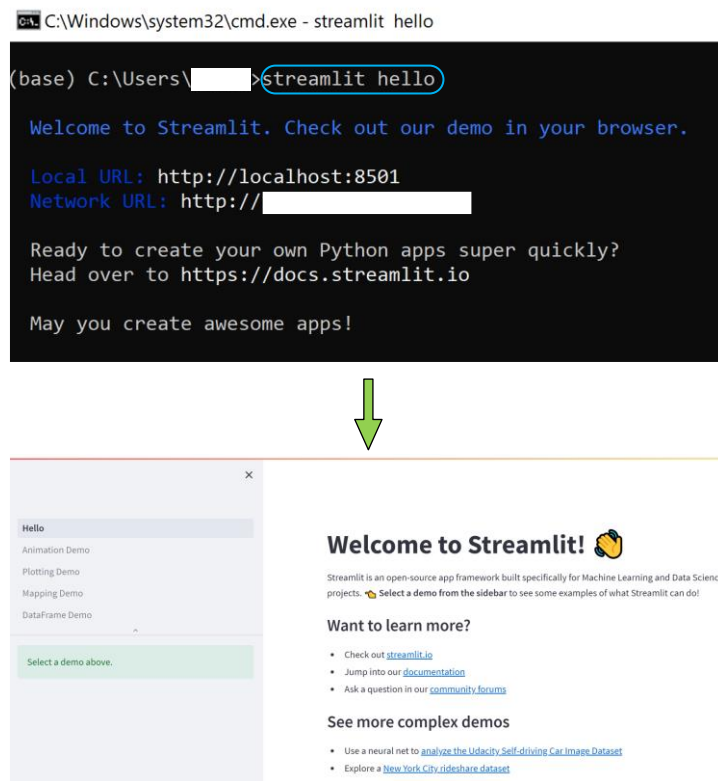 C:\Windows\system32\cmd.exe - streamlit hello
(base) C:\Users\ >streamlit hello
Welcome to Streamlit. Check out our demo in your browser.
Local URL: http://localhost:8501
Network URL: http://
Ready to create your own Python apps super quickly?
Head over to https://docs.streamlit.io
May you create awesome apps!
Hello
Animation Demo
Plotting Demo
Mapping Demo
DataFrame Demo
Select a demo above.
Welcome to Streamlit! 👋
Streamlit is an open-source app framework built specifically for Machine Learning and Data Scienc
projects. 👈 Select a demo from the sidebar to see some examples of what Streamlit can do!
Want to learn more?
• Check out streamlit.io
• Jump into our documentation
• Ask a question in our community forums
See more complex demos
• Use a neural net to analyze the Udacity Self-driving Car Image Dataset
• Explore a New York City rideshare dataset